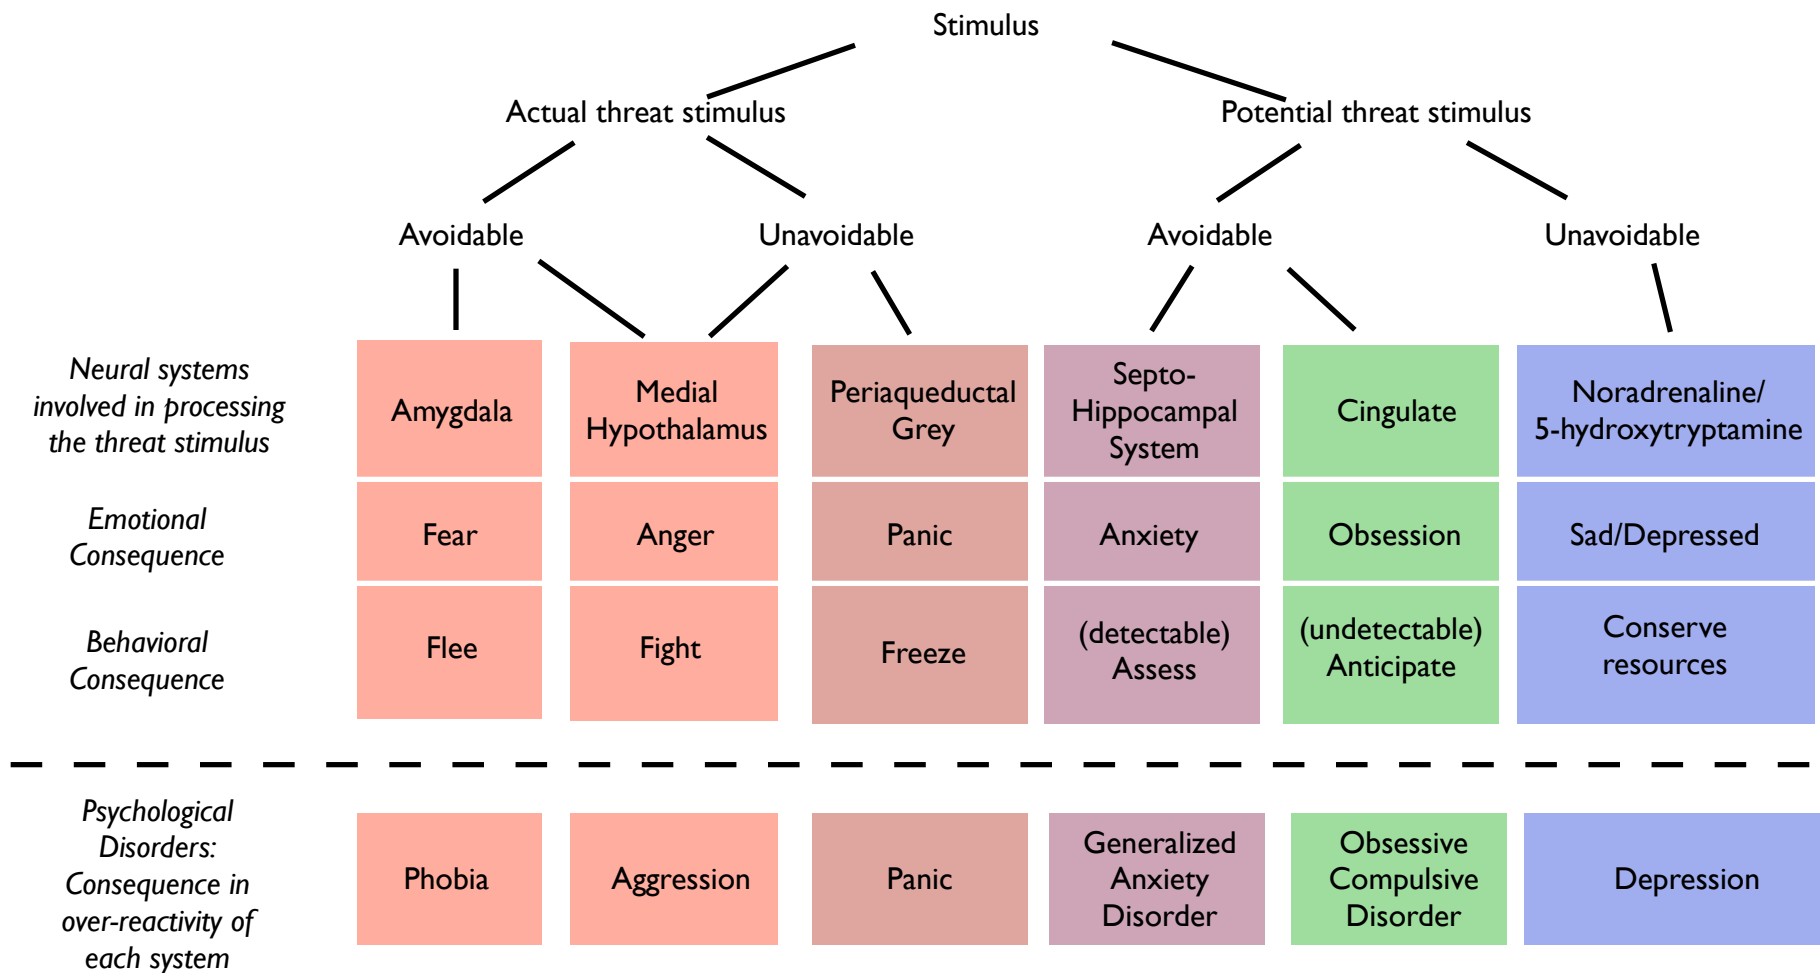 Stimulus
Actual threat stimulus
Potential threat stimulus
Avoidable
Unavoidable
Avoidable
Unavoidable
Neural systems
involved in processing
the threat stimulus
Amygdala
Medial
Hypothalamus
Periaqueductal
Grey
Septo-
Hippocampal
System
Cingulate
Noradrenaline/
5-hydroxytryptamine
Emotional
Consequence
Fear
Anger
Panic
Anxiety
Obsession
Sad/Depressed
Behavioral
Consequence
Flee
Fight
Freeze
(detectable)
Assess
(undetectable)
Anticipate
Conserve
resources
Psychological
Disorders:
Consequence in
over-reactivity of
each system
Phobia
Aggression
Panic
Generalized
Anxiety
Disorder
Obsessive
Compulsive
Disorder
Depression